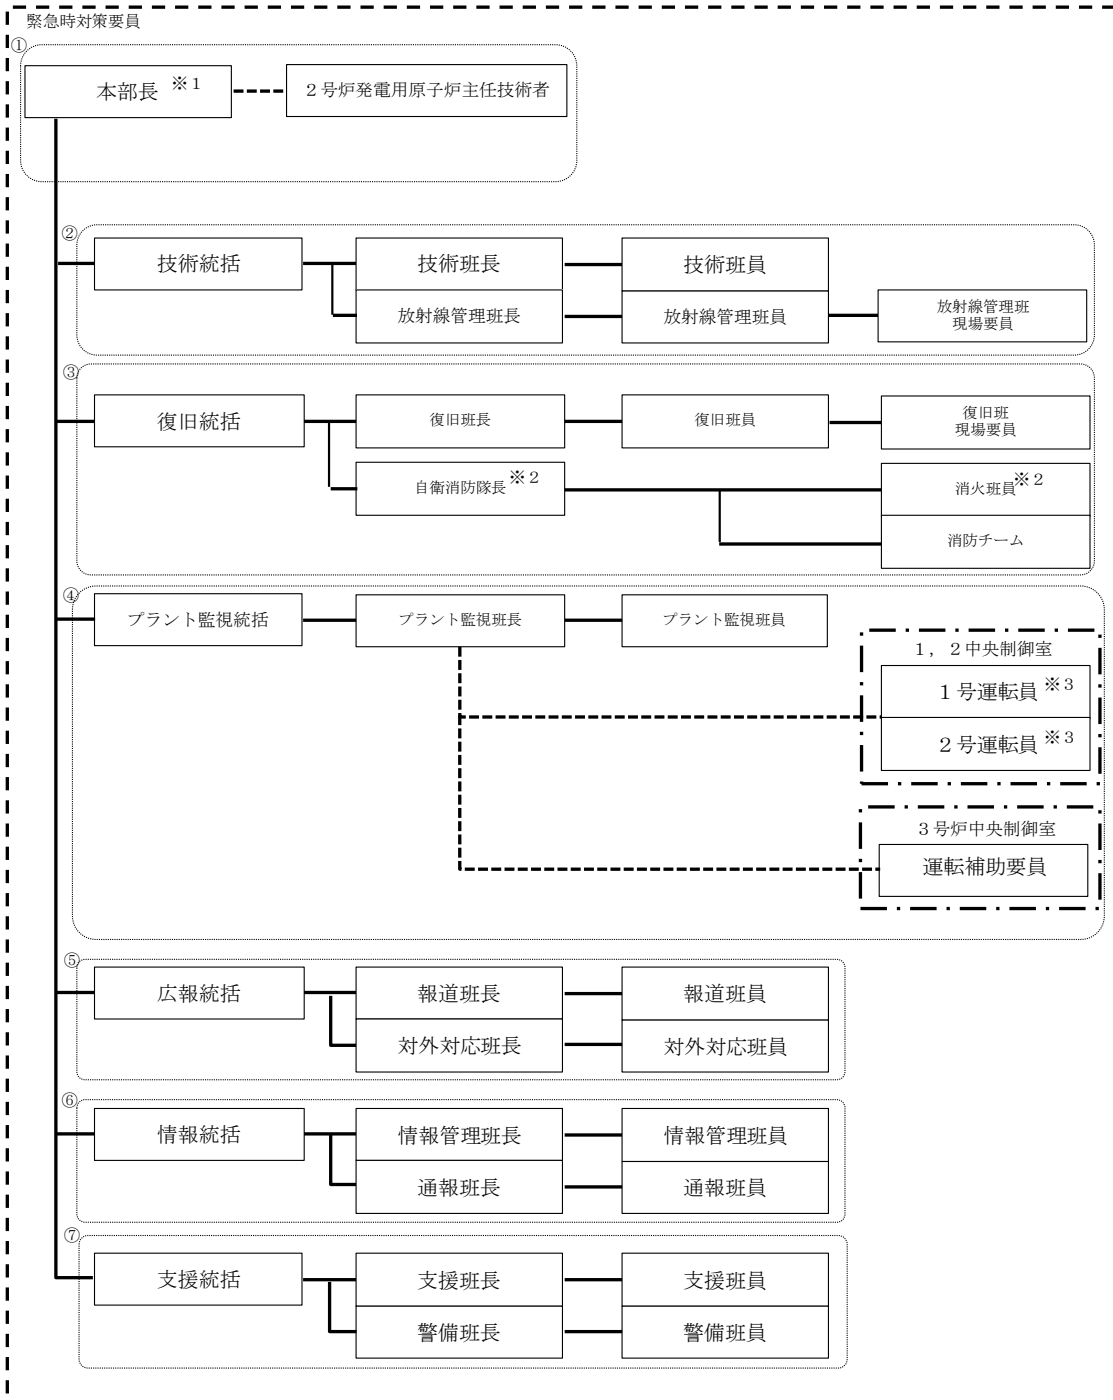 緊急時対策要員
①
本部長 ※1
2号炉発電用原子炉主任技術者
②
技術統括
技術班長
技術班員
放射線管理班長
放射線管理班員
放射線管理班
現場要員
③
復旧統括
復旧班長
復旧班員
復旧班
現場要員
自衛消防隊長※2
消火班員※2
消防チーム
④
プラント監視統括
プラント監視班長
プラント監視班員
1，2中央制御室
1号運転員※3
2号運転員※3
3号炉中央制御室
運転補助要員
⑤
広報統括
報道班長
報道班員
対外対応班長
対外対応班員
⑥
情報統括
情報管理班長
情報管理班員
通報班長
通報班員
⑦
支援統括
支援班長
支援班員
警備班長
警備班員